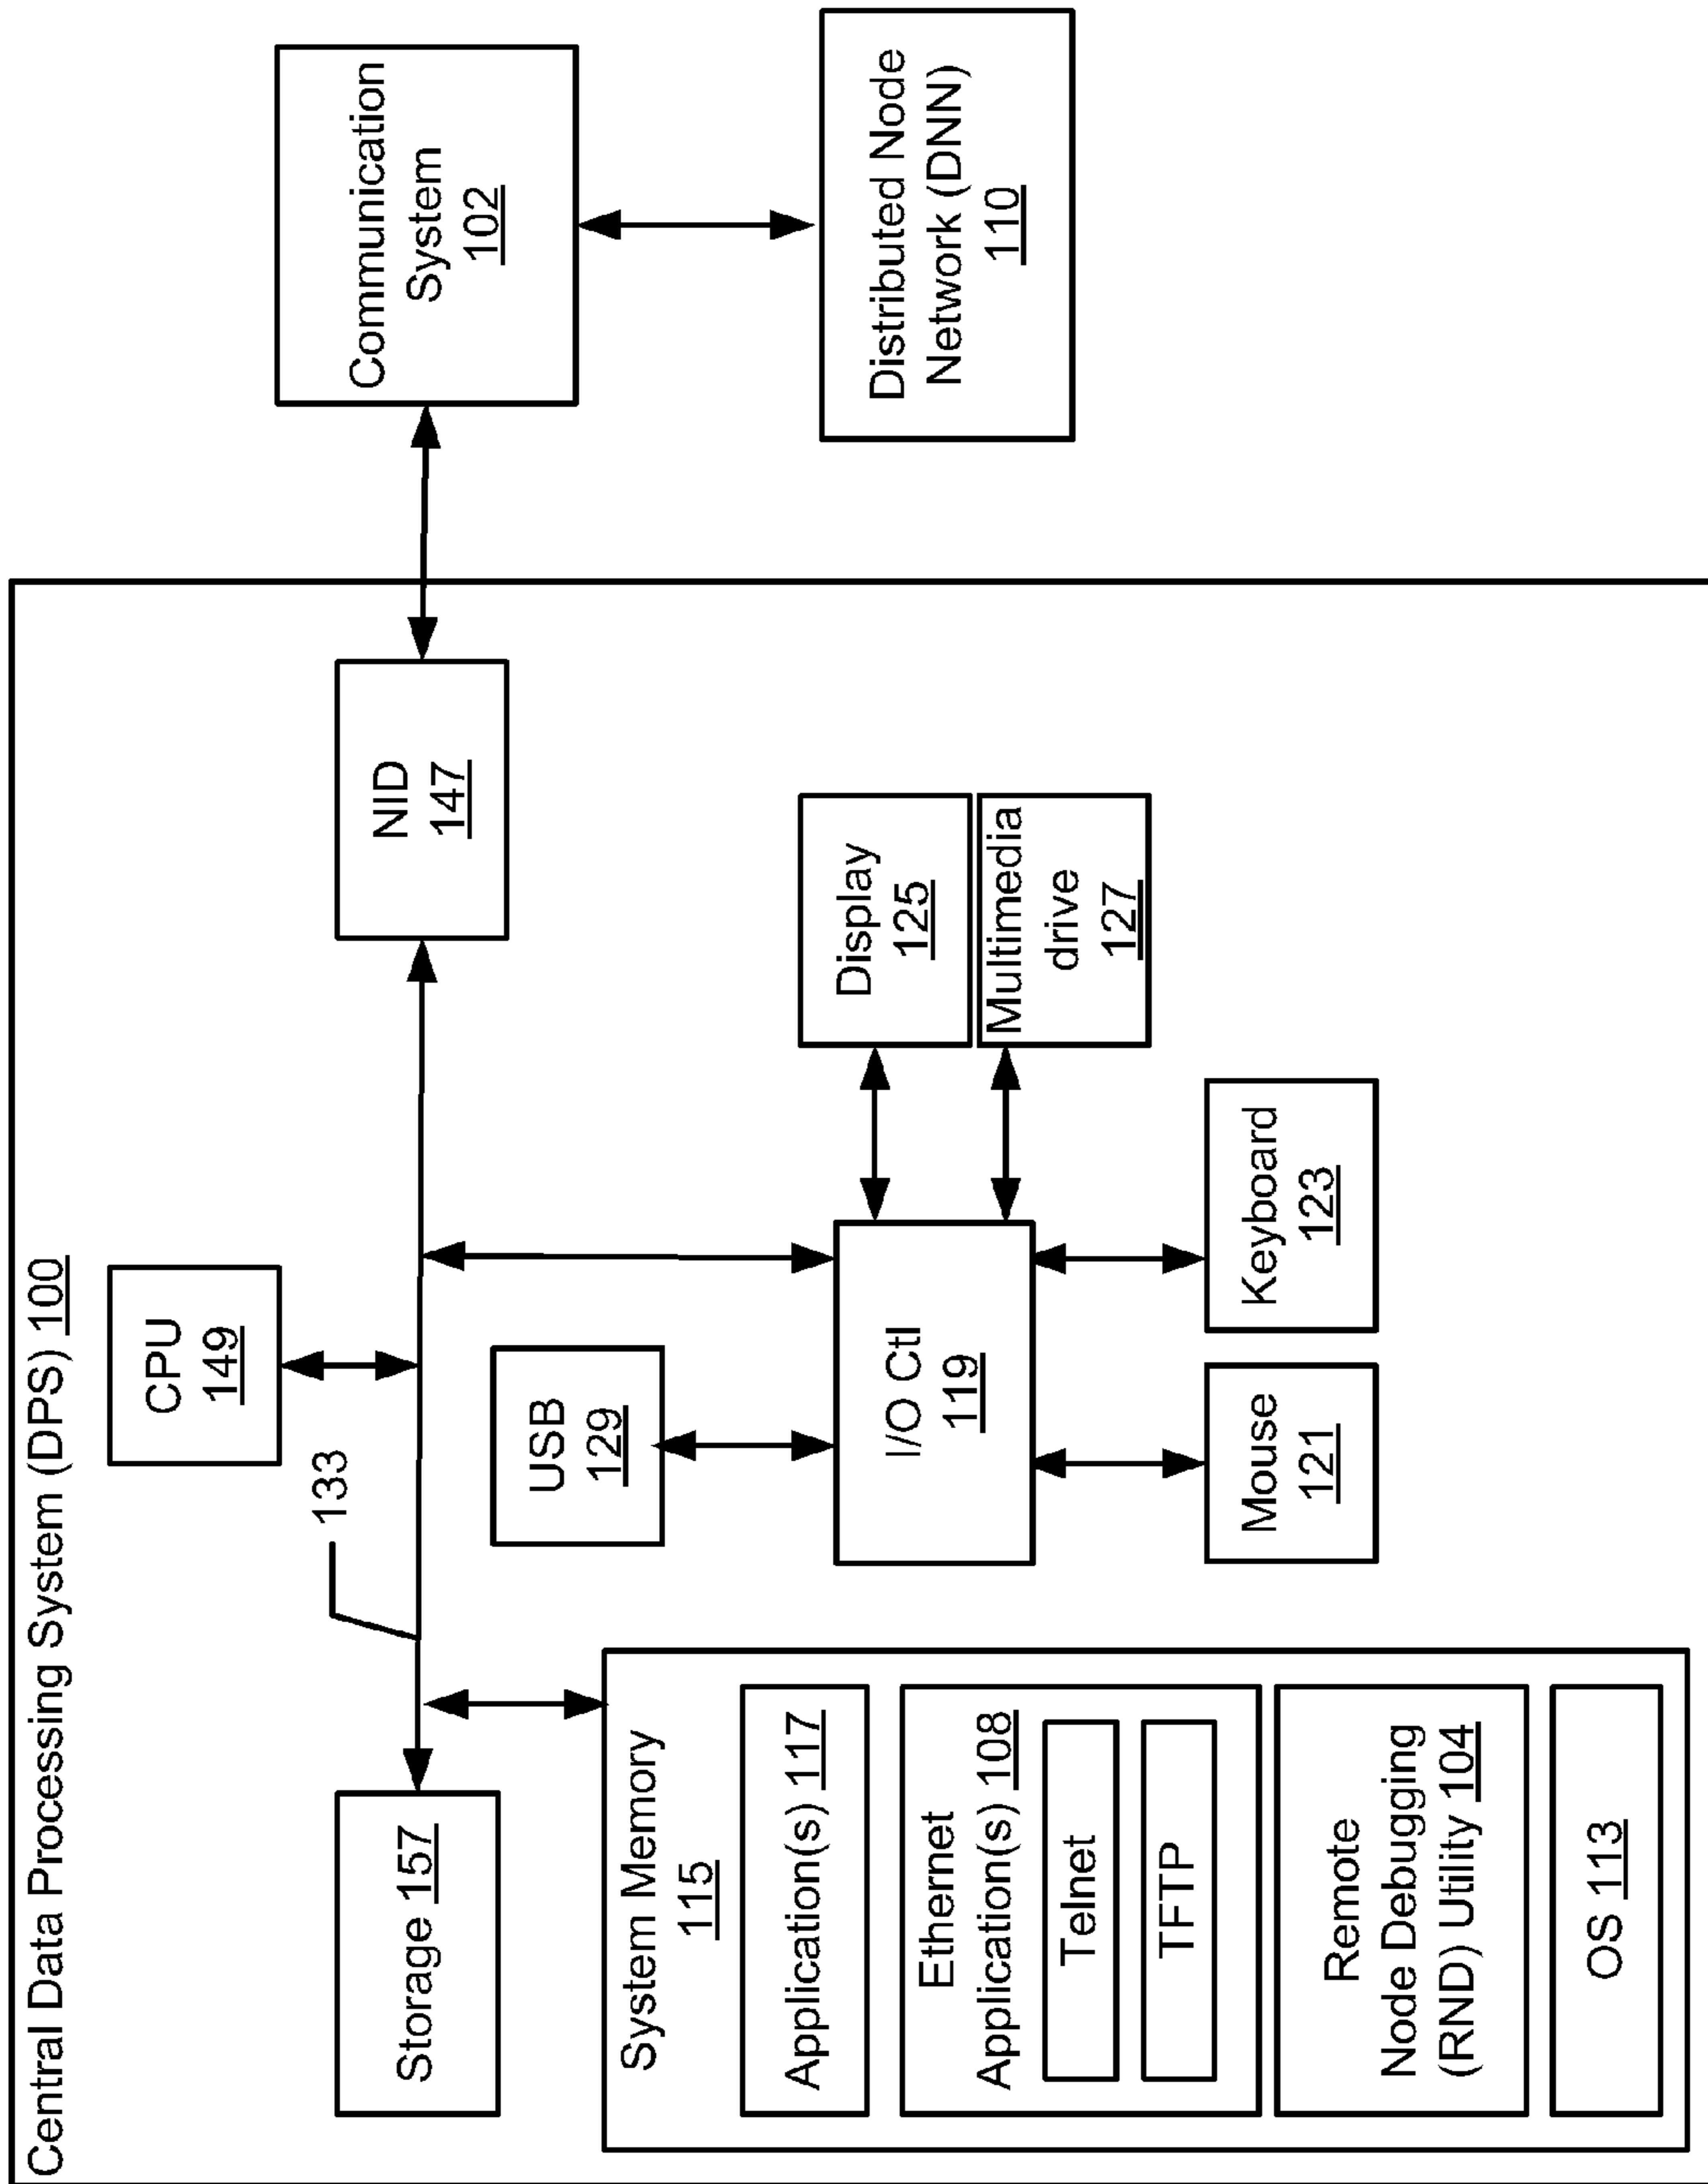 Central Data Processing System (DPS) 100
CPU
149
133
Storage 157
NID
147
Communication
System
102
Distributed Node
Network (DNN)
110
USB
129
I/O Ctl
119
Display
125
Multimedia
drive
127
Mouse
121
Keyboard
123
System Memory
115
Application(s) 117
Ethernet
Application(s) 108
Telnet
TFTP
Remote
Node Debugging
(RND) Utility 104
OS 113